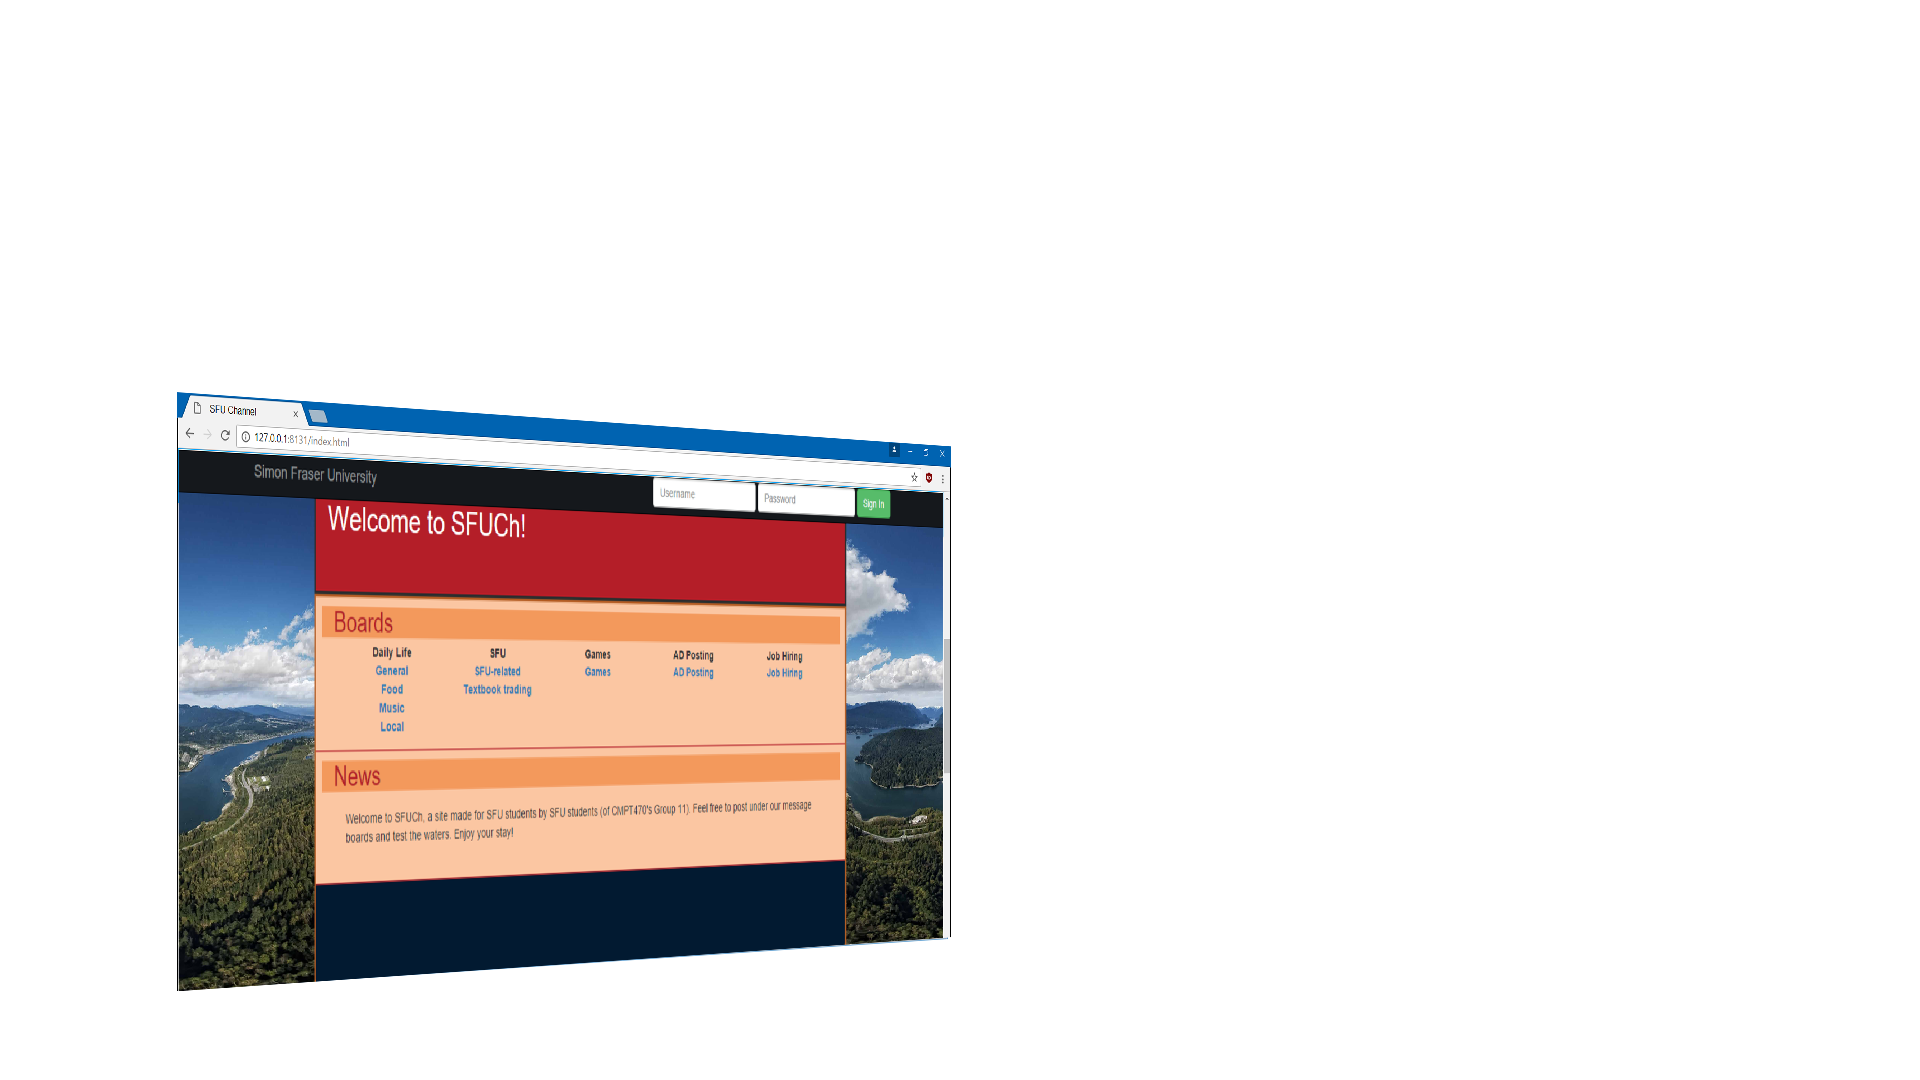 SFU Channel
127.0.0.1:8131/index.html
Simon Fraser University
Username
Password
Sign In
Welcome to SFUCh!
Boards
Daily Life SFU Games AD Posting Job Hiring
General SFU-related Games AD Posting Job Hiring
Food Textbook trading
Music
Local
News
Welcome to SFUCh, a site made for SFU students by SFU students (of CMPT470's Group 11). Feel free to post under our message
boards and test the waters. Enjoy your stay!